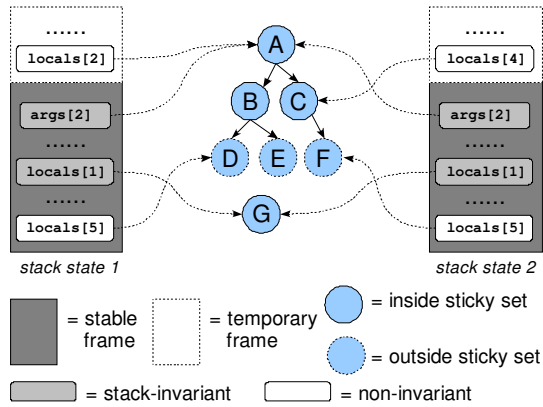 ......
locals[2]
args[2]
......
locals[1]
......
locals[5]
stack state 1
A
B
C
D
E
F
G
......
locals[4]
args[2]
......
locals[1]
......
locals[5]
stack state 2
= stable frame
= temporary frame
= inside sticky set
= outside sticky set
= stack-invariant
= non-invariant